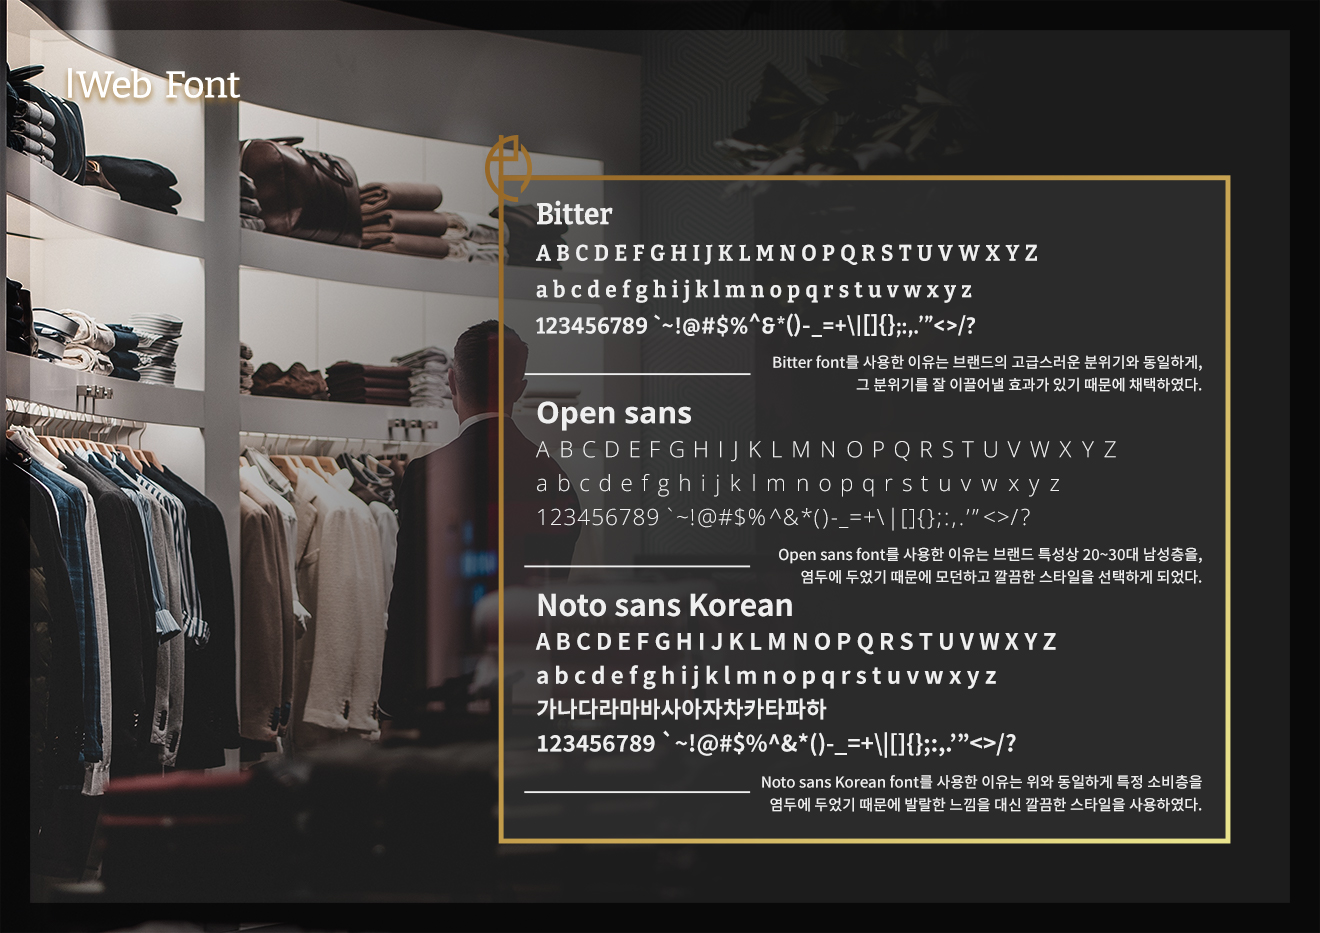 |Web Font
Bitter
A B C D E F G H I J K L M N O P Q R S T U V W X Y Z
a b c d e f g h i j k l m n o p q r s t u v w x y z
123456789 `~!@#$%^&*()-_=+\|[]{};:,.’”<>/?
Bitter font를 사용한 이유는 브랜드의 고급스러운 분위기와 동일하게,
그 분위기를 잘 이끌어낼 효과가 있기 때문에 채택하였다.
Open sans
A B C D E F G H I J K L M N O P Q R S T U V W X Y Z
a b c d e f g h i j k l m n o p q r s t u v w x y z
123456789 `~!@#$%^&*()-_=+\|[]{};:,.’”<>/?
Open sans font를 사용한 이유는 브랜드 특성상 20~30대 남성층을,
염두에 두었기 때문에 모던하고 깔끔한 스타일을 선택하게 되었다.
Noto sans Korean
A B C D E F G H I J K L M N O P Q R S T U V W X Y Z
a b c d e f g h i j k l m n o p q r s t u v w x y z
가나다라마바사아자차카타파하
123456789 `~!@#$%^&*()-_=+\|[]{};:,.’”<>/?
Noto sans Korean font를 사용한 이유는 위와 동일하게 특정 소비층을
염두에 두었기 때문에 발랄한 느낌을 대신 깔끔한 스타일을 사용하였다.